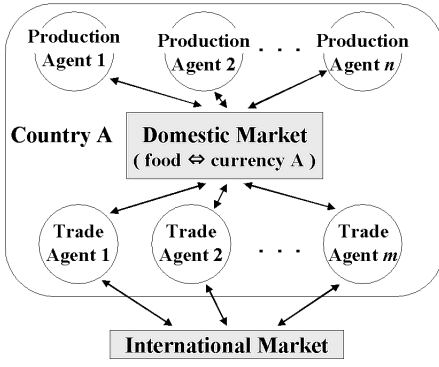 Production
Agent 1
Production
Agent 2
. . .
Production
Agent n
Country A
Domestic Market
( food ⇔ currency A )
Trade
Agent 1
Trade
Agent 2
. . .
Trade
Agent m
International Market